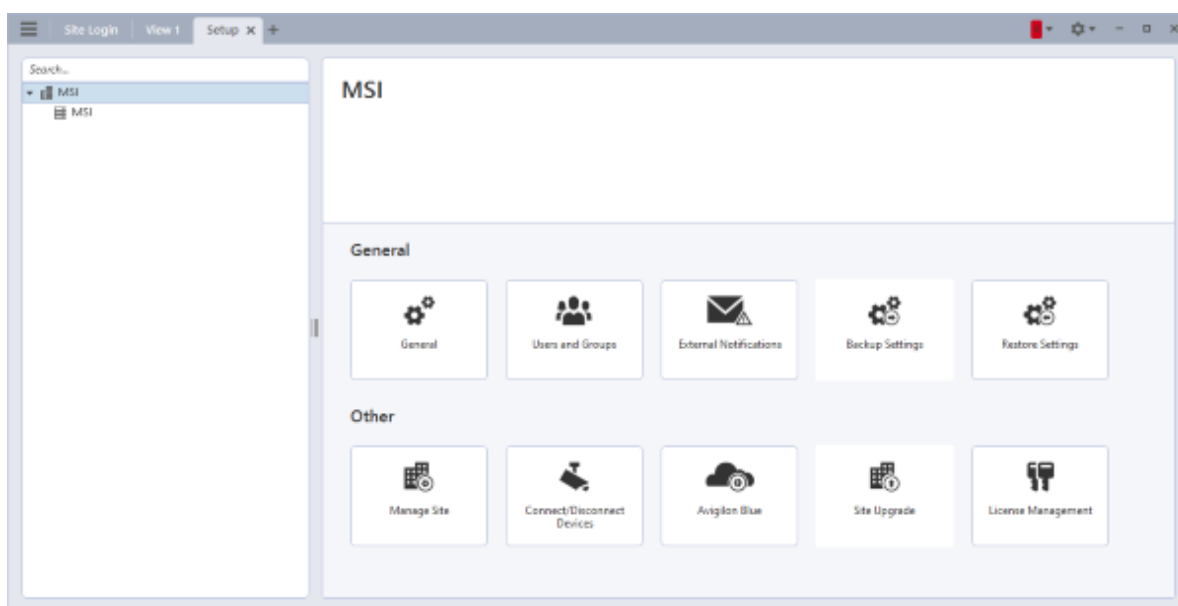 Site Login View 1 Setup
Search...
MSI
MSI
MSI
General
General
Users and Groups
External Notifications
Backup Settings
Restore Settings
Other
Manage Site
Connect/Disconnect
Devices
Avigilon Blue
Site Upgrade
License Management